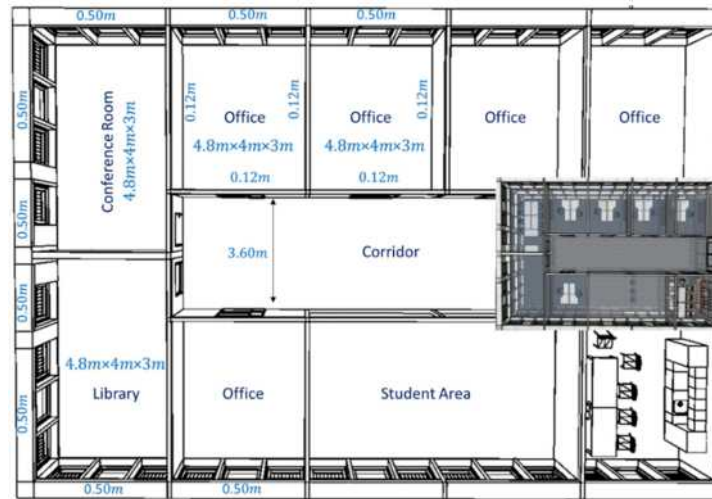 0.50m 0.50m 0.50m
0.50m
0.50m
0.50m
0.50m
Conference Room
4.8m×4m×3m
0.12m
Office
4.8m×4m×3m
0.12m
0.12m
Office
4.8m×4m×3m
0.12m
0.12m
Office
Office
3.60m
Corridor
4.8m×4m×3m
Library
Office
Student Area
0.50m 0.50m